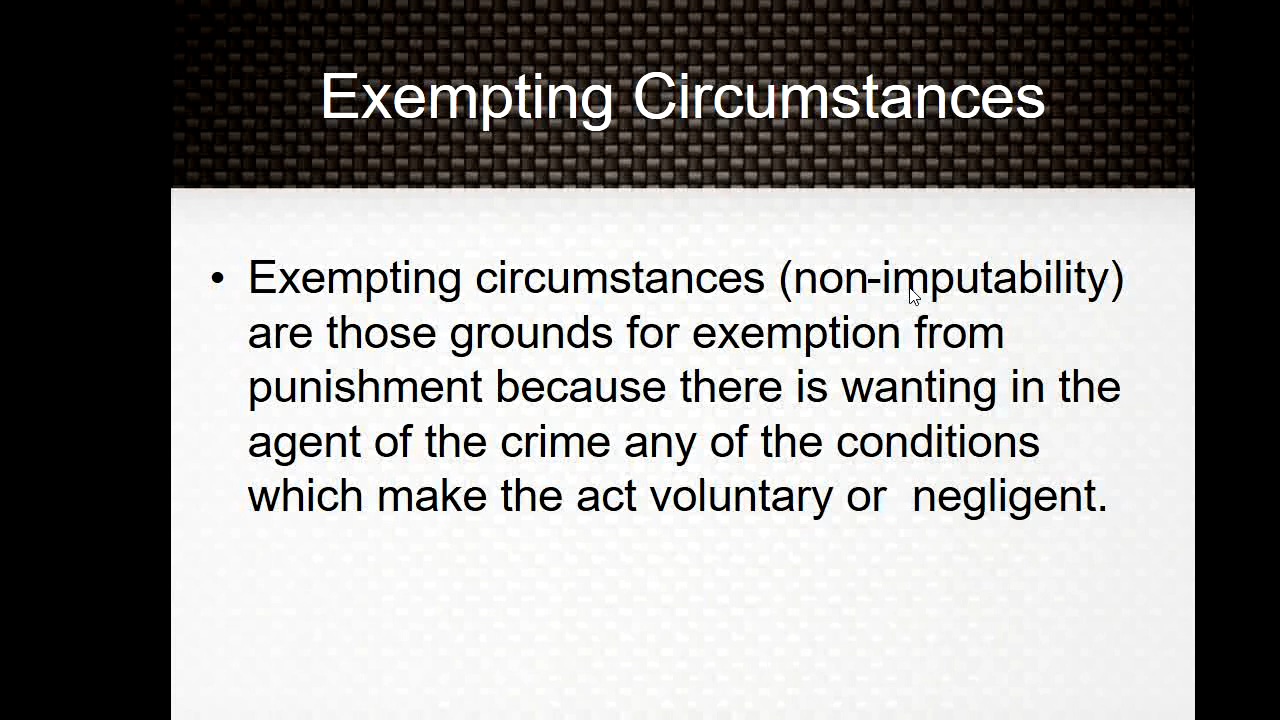 Exempting Circumstances
• Exempting circumstances (non-imputability)
are those grounds for exemption from
punishment because there is wanting in the
agent of the crime any of the conditions
which make the act voluntary or  negligent.